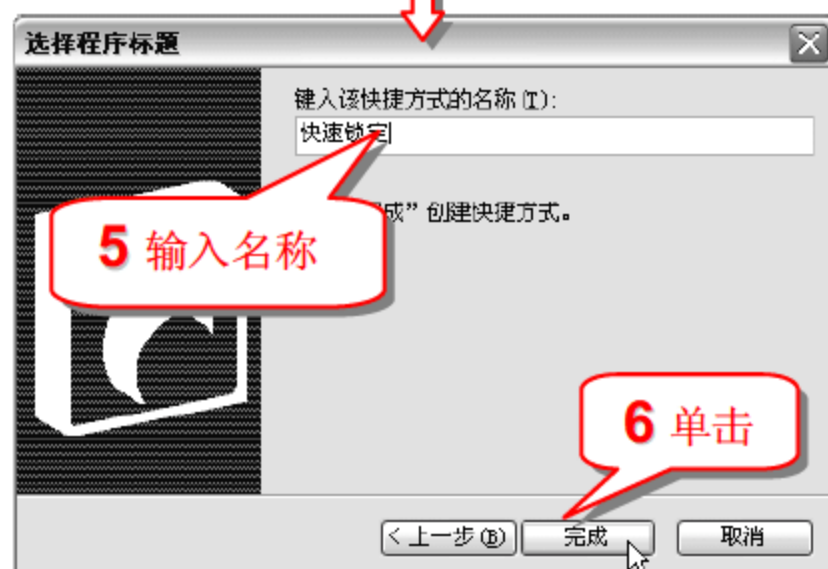 选择程序标题
键入该快捷方式的名称(T):
快速锁定
成”创建快捷方式。
5 输入名称
6 单击
<上一步(B)
完成
取消